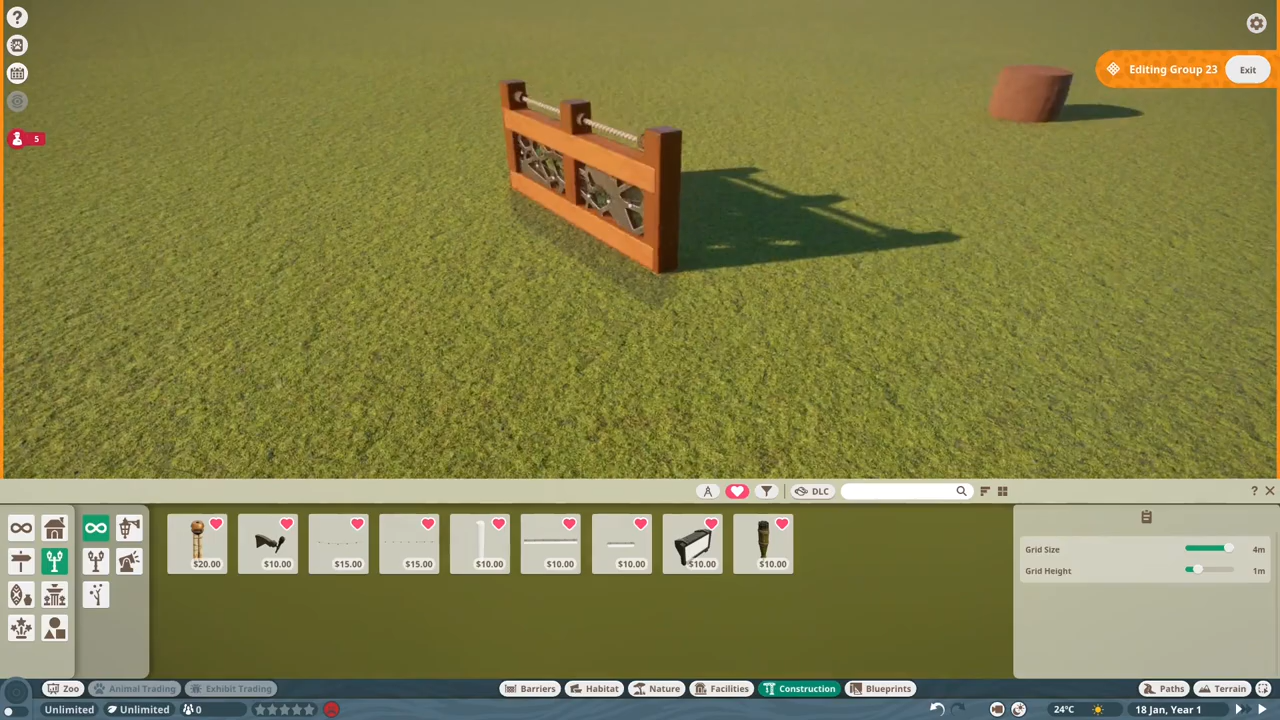 ?
Editing Group 23
Exit
5
DLC
?
$20.00
$10.00
$15.00
$15.00
$10.00
$10.00
$10.00
$10.00
$10.00
Grid Size
4m
Grid Height
1m
Zoo
Animal Trading
Exhibit Trading
Barriers
Habitat
Nature
Facilities
Construction
Blueprints
Paths
Terrain
Unlimited
Unlimited
0
24°C
18 Jan, Year 1